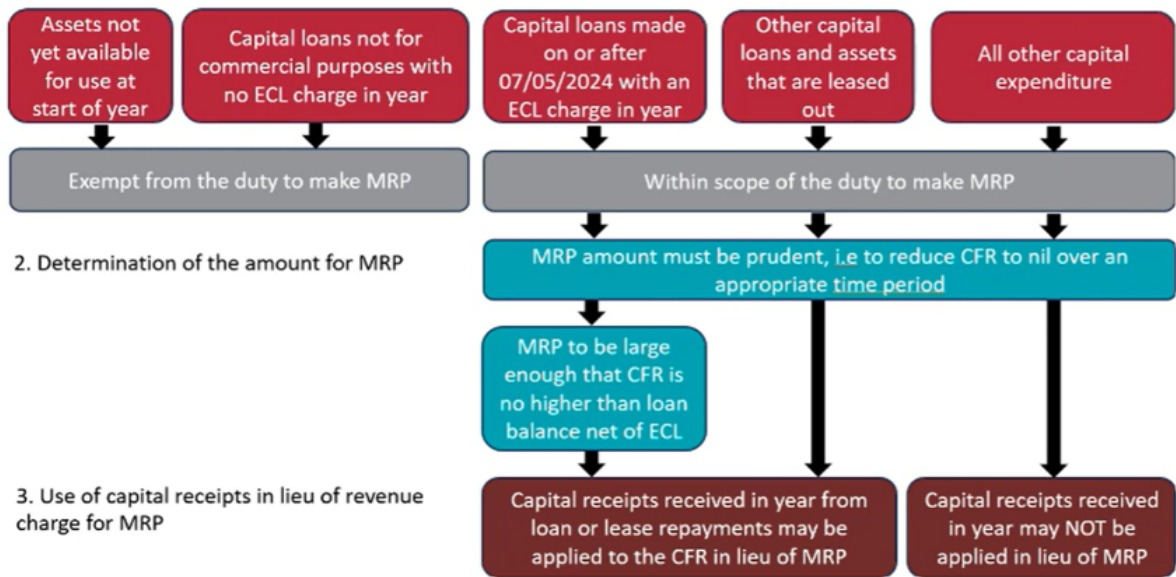 Assets not
yet available
for use at
start of year
Capital loans not for
commercial purposes with
no ECL charge in year
Capital loans made
on or after
07/05/2024 with an
ECL charge in year
Other capital
loans and assets
that are leased
out
All other capital
expenditure
Exempt from the duty to make MRP
Within scope of the duty to make MRP
2. Determination of the amount for MRP
MRP amount must be prudent, i.e to reduce CFR to nil over an
appropriate time period
MRP to be large
enough that CFR is
no higher than loan
balance net of ECL
3. Use of capital receipts in lieu of revenue
charge for MRP
Capital receipts received in year from
loan or lease repayments may be
applied to the CFR in lieu of MRP
Capital receipts received
in year may NOT be
applied in lieu of MRP